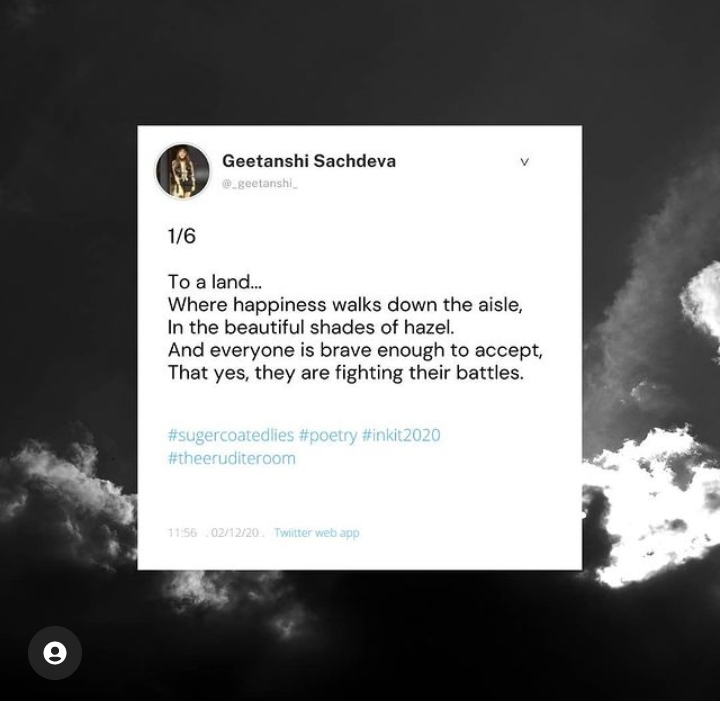 Geetanshi Sachdeva
@_geetanshi_
1/6
To a land...
Where happiness walks down the aisle,
In the beautiful shades of hazel.
And everyone is brave enough to accept,
That yes, they are fighting their battles.
#sugercoatedlies #poetry #inkit2020
#theeruditeroom
11:56 . 02/12/20 . Twiitter web app